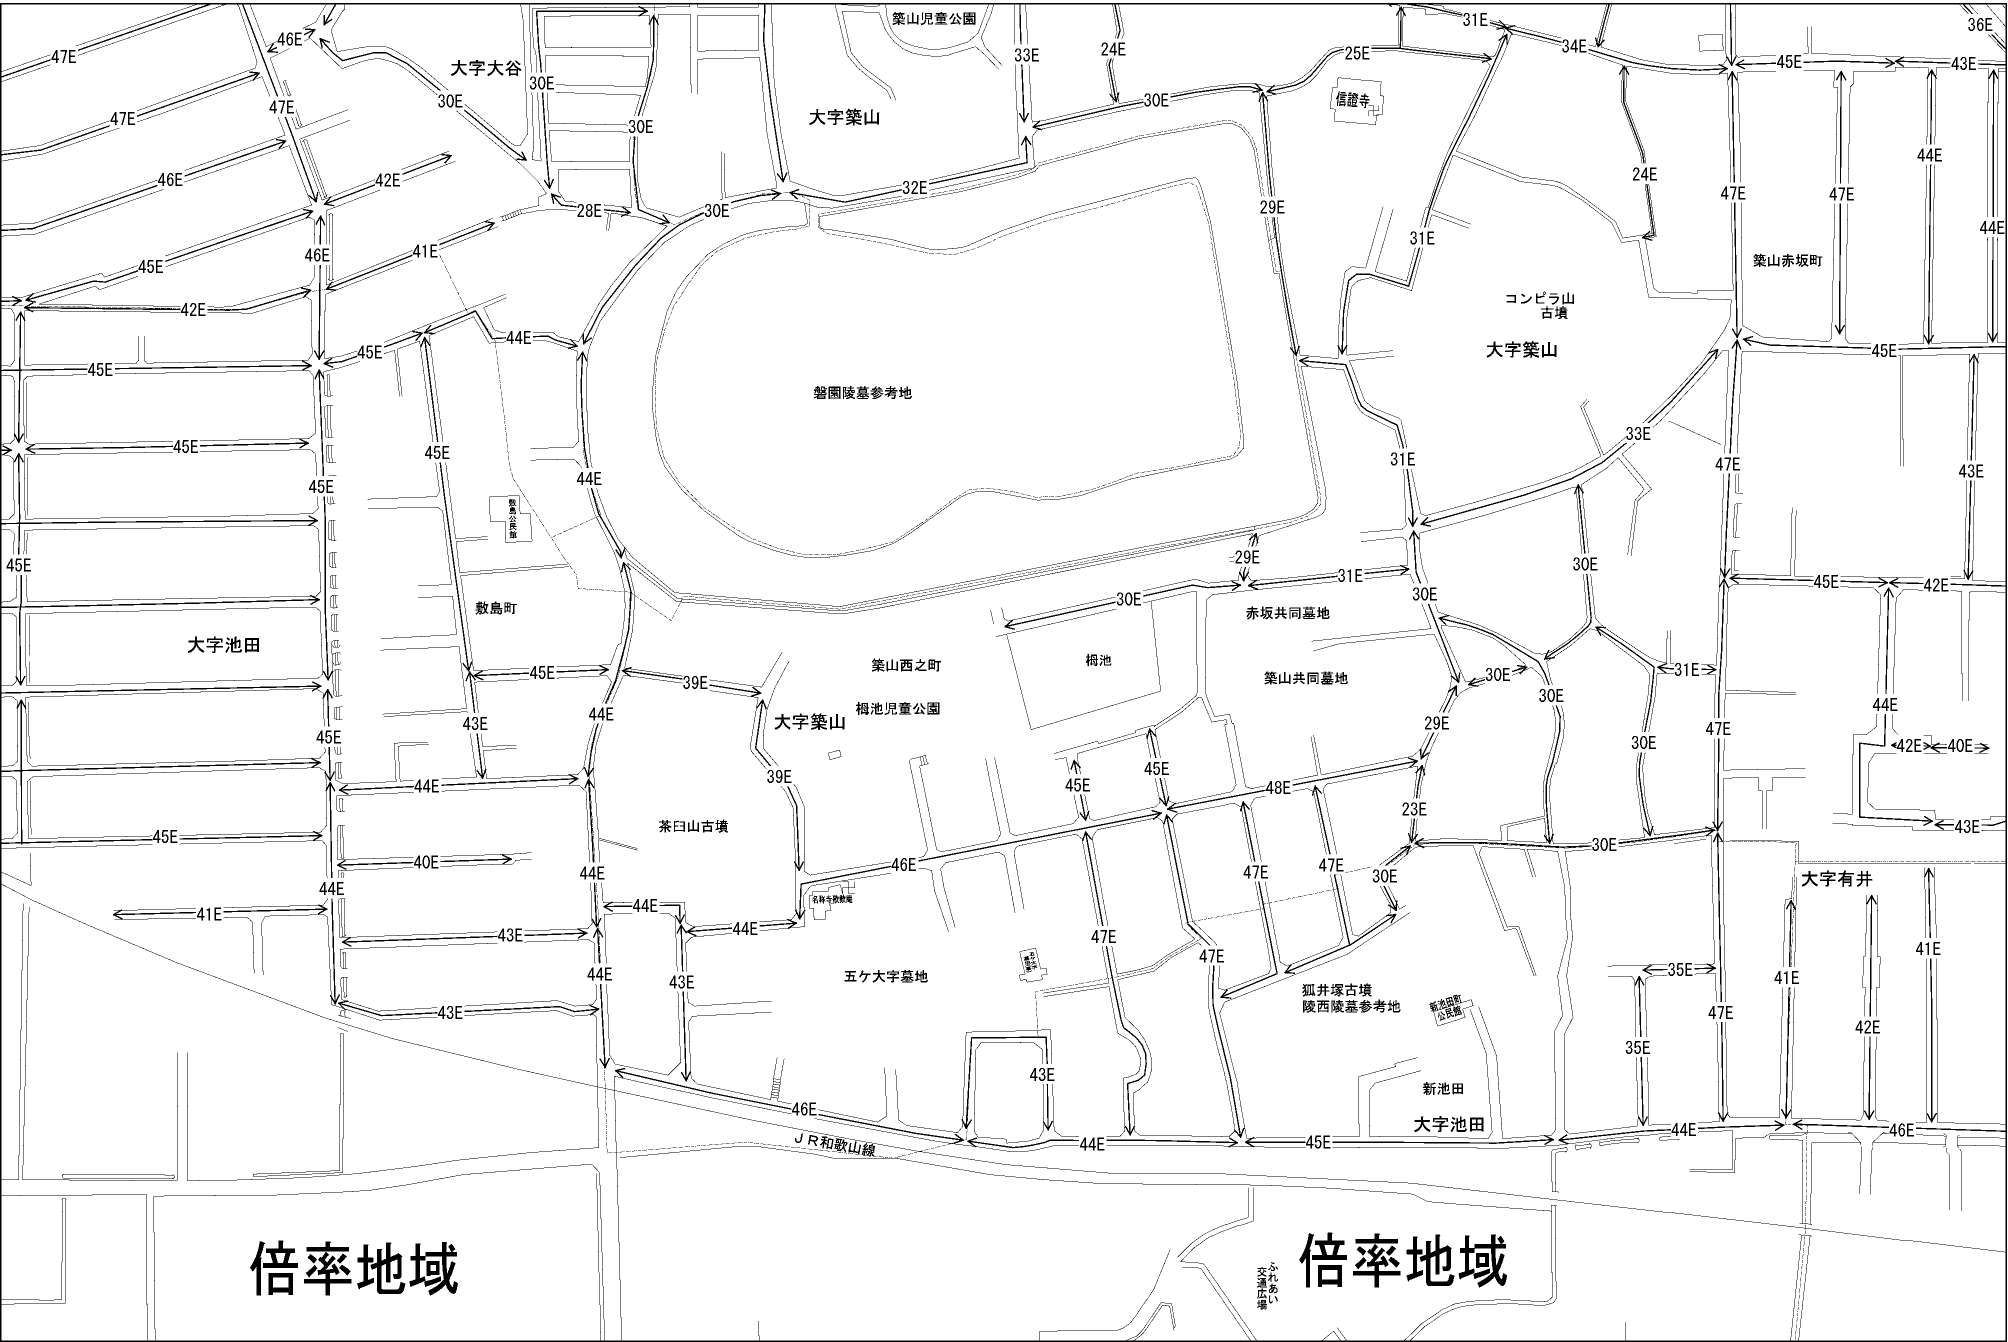 築山児童公園
31E
36E
46E
33E
24E
25E
34E
47E
大字大谷
30E
45E
43E
30E
47E
30E
30E
信證寺
47E
30E
大字築山
44E
46E
42E
32E
24E
47E
47E
28E
30E
29E
44E
41E
46E
31E
築山赤坂町
45E
42E
コンピラ山
古墳
44E
45E
45E
大字築山
45E
磐園陵墓参考地
45E
45E
33E
44E
31E
47E
43E
45E
敷島公民館
45E
29E
30E
31E
45E
42E
敷島町
30E
30E
赤坂共同墓地
大字池田
築山西之町
栂池
築山共同墓地
45E
39E
30E
31E
30E
栂池児童公園
44E
44E
大字築山
43E
29E
47E
45E
30E
42E
40E
39E
45E
45E
44E
48E
23E
茶臼山古墳
43E
45E
46E
30E
40E
44E
47E
47E
30E
大字有井
44E
41E
44E
44E
43E
47E
41E
44E
43E
五ケ大字墓地
47E
35E
41E
狐井塚古墳
陵西陵墓参考地
新池田町
公民館
43E
47E
42E
35E
43E
新池田
46E
大字池田
44E
46E
44E
45E
ＪＲ和歌山線
倍率地域
倍率地域
ふれあい
交通広場